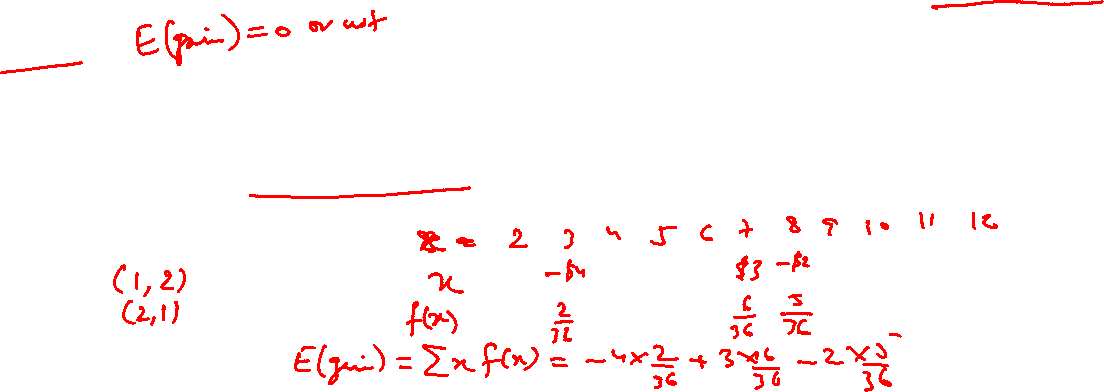 E(gain) = 0 or not
= 2 3 4 5 6 7 8 9 10 11 12
(1, 2) x -$4 $3 -$2
(2, 1) f(x) 2/36 6/36 5/36
E(gain) = ∑ x f(x) = -4 × 2/36 + 3 × 6/36 - 2 × 5/36